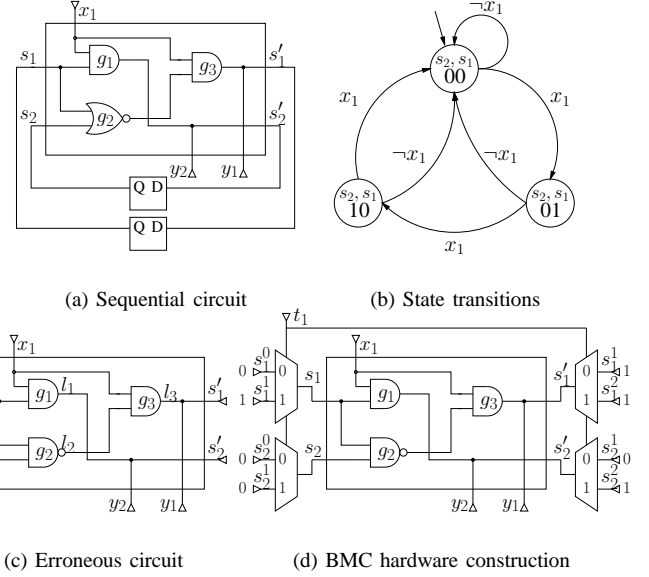 x₁
s₁
g₁
g₃
s′₁
s₂
g₂
s′₂
y₂ y₁
Q D
Q D
(a) Sequential circuit
¬x₁
s₂, s₁
00
x₁
x₁
¬x₁
¬x₁
s₂, s₁
10
s₂, s₁
01
x₁
(b) State transitions
x₁
l₁
g₁
l₃
g₃
s′₁
l₂
g₂
s′₂
y₂ y₁
(c) Erroneous circuit
t₁
x₁
0 s₁⁰ 0
1 s₁¹ 1
s₁
g₁
g₃
s′₁
0 s₁¹ 1
1 s₁² 1
0 s₂⁰ 0
0 s₂¹ 1
s₂
g₂
s′₂
0 s₂¹ 0
1 s₂² 1
y₂ y₁
(d) BMC hardware construction